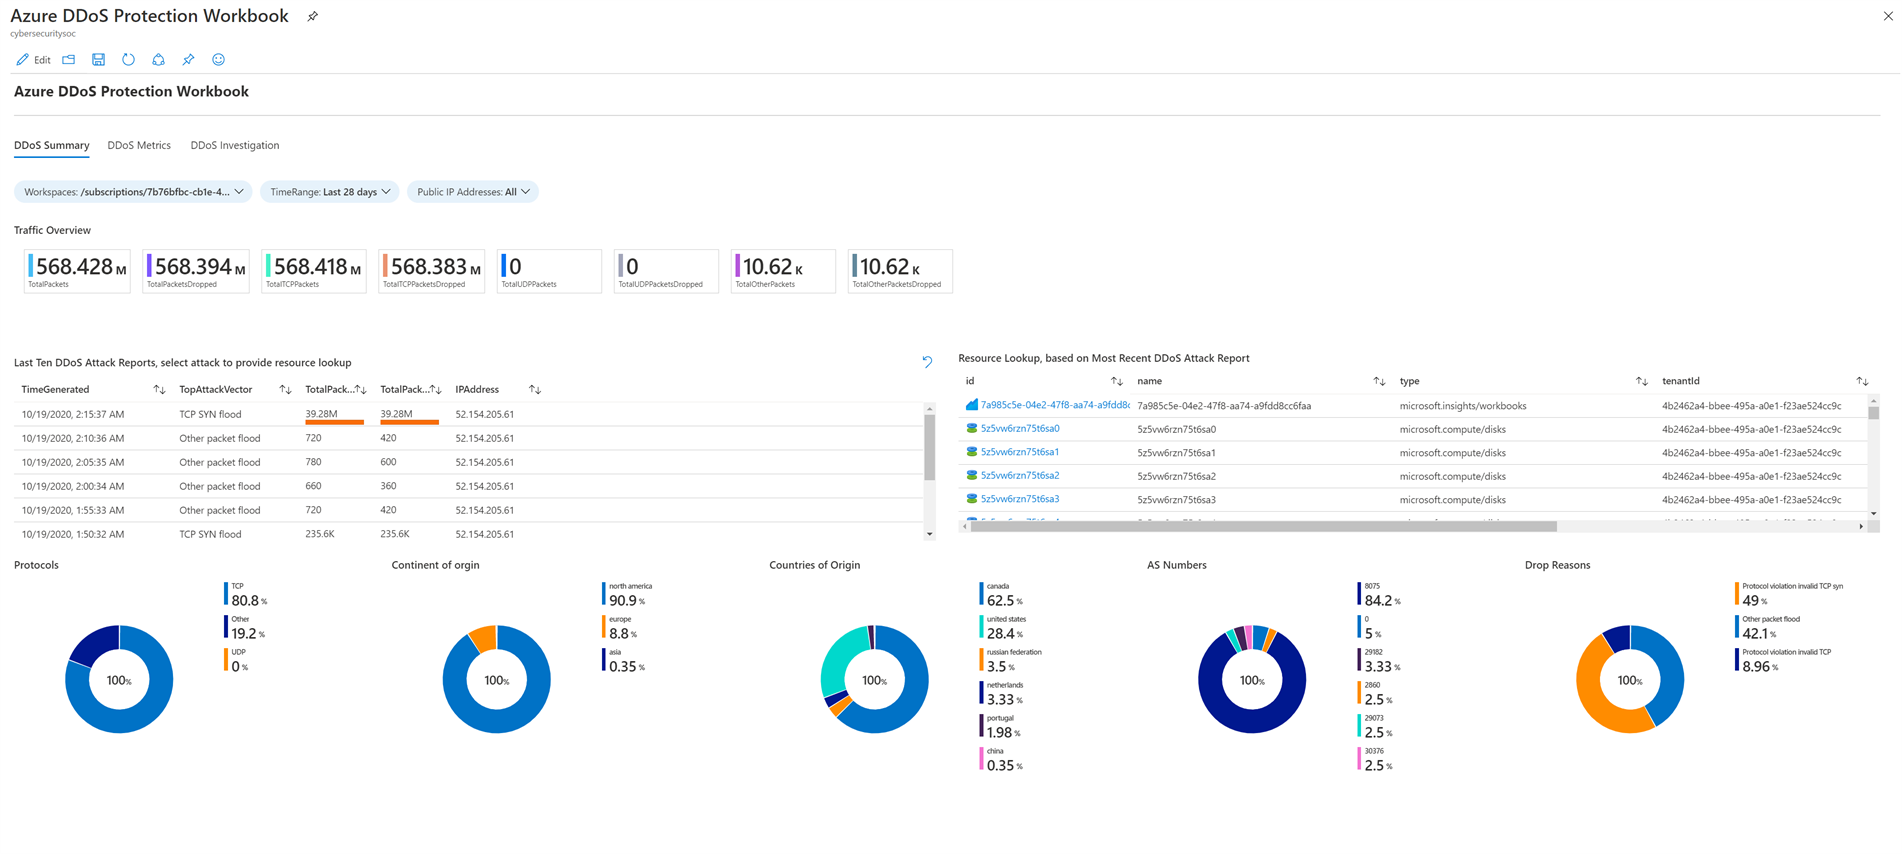 Azure DDoS Protection Workbook
cybersecuritysoc
Edit
Azure DDoS Protection Workbook
DDoS Summary DDoS Metrics DDoS Investigation
Workspaces: /subscriptions/7b76bfbc-cb1e-4... TimeRange: Last 28 days Public IP Addresses: All
Traffic Overview
568.428 M 568.394 M 568.418 M 568.383 M 0 0 10.62 K 10.62 K
TotalPackets TotalPacketsDropped TotalTCPPackets TotalTCPPacketsDropped TotalUDPPackets TotalUDPPacketsDropped TotalOtherPackets TotalOtherPacketsDropped
Last Ten DDoS Attack Reports, select attack to provide resource lookup
TimeGenerated TopAttackVector TotalPack... TotalPack... IPAddress
10/19/2020, 2:15:37 AM TCP SYN flood 39.28M 39.28M 52.154.205.61
10/19/2020, 2:10:36 AM Other packet flood 720 420 52.154.205.61
10/19/2020, 2:05:35 AM Other packet flood 780 600 52.154.205.61
10/19/2020, 2:00:34 AM Other packet flood 660 360 52.154.205.61
10/19/2020, 1:55:33 AM Other packet flood 720 420 52.154.205.61
10/19/2020, 1:50:32 AM TCP SYN flood 235.6K 235.6K 52.154.205.61
Resource Lookup, based on Most Recent DDoS Attack Report
id name type tenantId
7a985c5e-04e2-47f8-aa74-a9fdd8c 7a985c5e-04e2-47f8-aa74-a9fdd8cc6faa microsoft.insights/workbooks 4b2462a4-bbee-495a-a0e1-f23ae524cc9c
5z5vw6rzn75t6sa0 5z5vw6rzn75t6sa0 microsoft.compute/disks 4b2462a4-bbee-495a-a0e1-f23ae524cc9c
5z5vw6rzn75t6sa1 5z5vw6rzn75t6sa1 microsoft.compute/disks 4b2462a4-bbee-495a-a0e1-f23ae524cc9c
5z5vw6rzn75t6sa2 5z5vw6rzn75t6sa2 microsoft.compute/disks 4b2462a4-bbee-495a-a0e1-f23ae524cc9c
5z5vw6rzn75t6sa3 5z5vw6rzn75t6sa3 microsoft.compute/disks 4b2462a4-bbee-495a-a0e1-f23ae524cc9c
Protocols
100%
TCP
80.8 %
Other
19.2 %
UDP
0 %
Continent of orgin
100%
north america
90.9 %
europe
8.8 %
asia
0.35 %
Countries of Origin
100%
canada
62.5 %
united states
28.4 %
russian federation
3.5 %
netherlands
3.33 %
portugal
1.98 %
china
0.35 %
AS Numbers
100%
8075
84.2 %
0
5 %
29182
3.33 %
2860
2.5 %
29073
2.5 %
30376
2.5 %
Drop Reasons
100%
Protocol violation invalid TCP syn
49 %
Other packet flood
42.1 %
Protocol violation invalid TCP
8.96 %